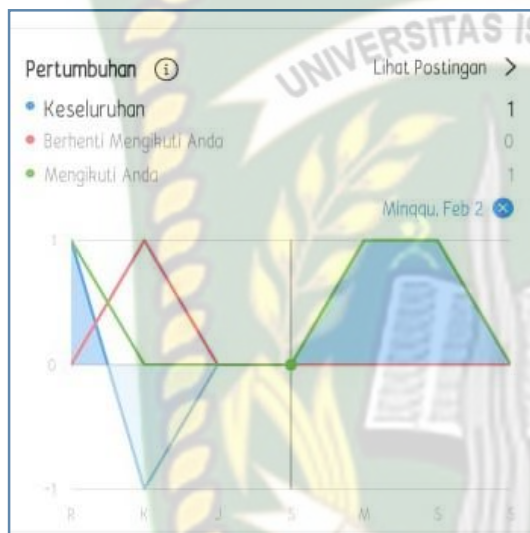 UNIVERSITAS IS
Pertumbuhan i Lihat Postingan >
Keseluruhan 1
Berhenti Mengikuti Anda 0
Mengikuti Anda 1
Minggu, Feb 2
1
0
-1
R K J S M S S